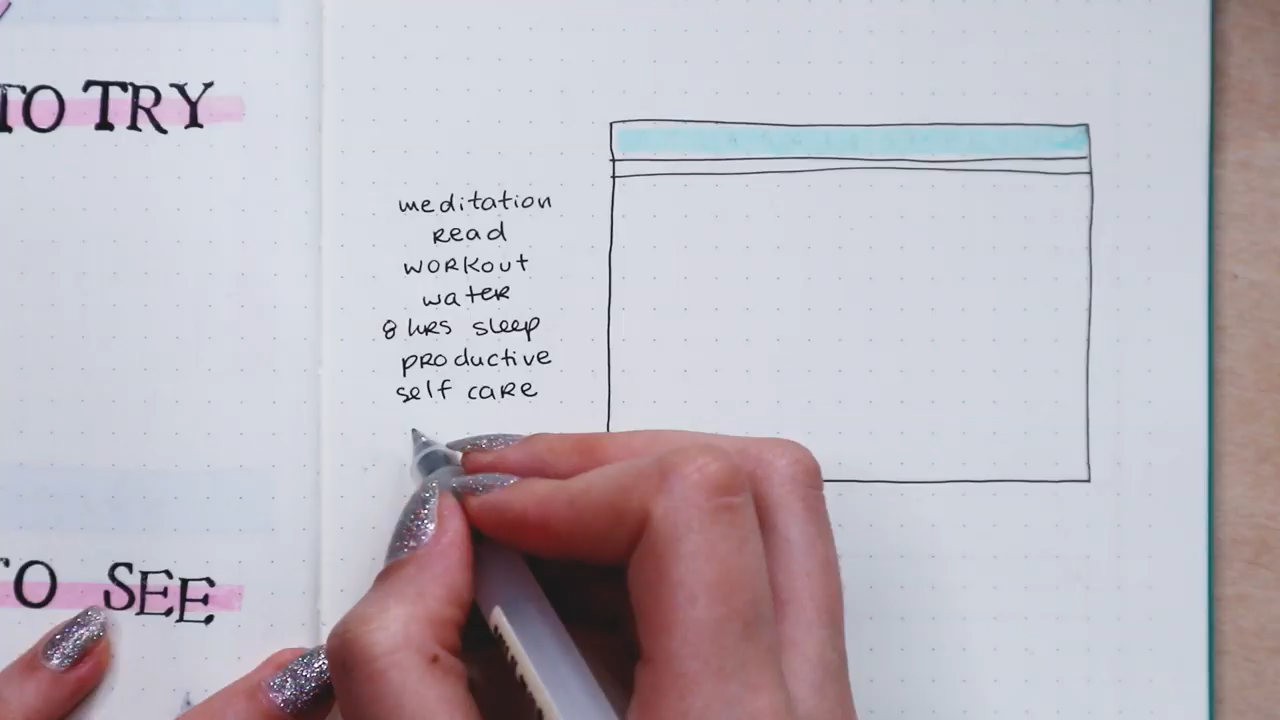 TO TRY
meditation
Read
workout
water
8 hrs sleep
productive
self care
TO SEE